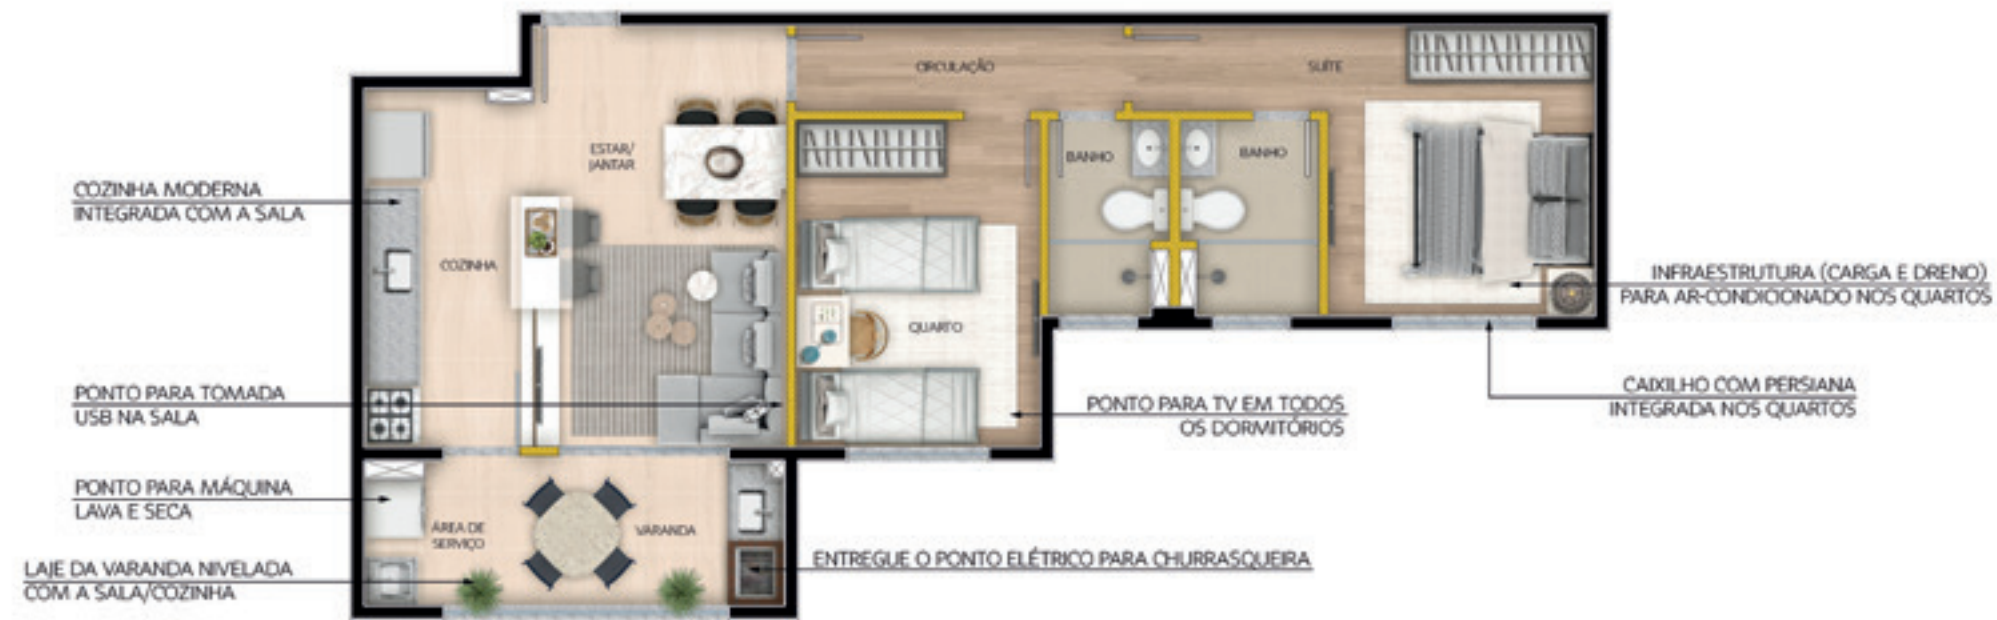 CIRCULAÇÃO
SUÍTE
ESTAR/
JANTAR
BANHO
BANHO
COZINHA MODERNA
INTEGRADA COM A SALA
COZINHA
INFRAESTRUTURA (CARGA E DRENO)
PARA AR-CONDICIONADO NOS QUARTOS
QUARTO
PONTO PARA TOMADA
USB NA SALA
PONTO PARA TV EM TODOS
OS DORMITÓRIOS
CAIXILHO COM PERSIANA
INTEGRADA NOS QUARTOS
PONTO PARA MÁQUINA
LAVA E SECA
ÁREA DE
SERVIÇO
VARANDA
LAJE DA VARANDA NIVELADA
COM A SALA/COZINHA
ENTREGUE O PONTO ELÉTRICO PARA CHURRASQUEIRA